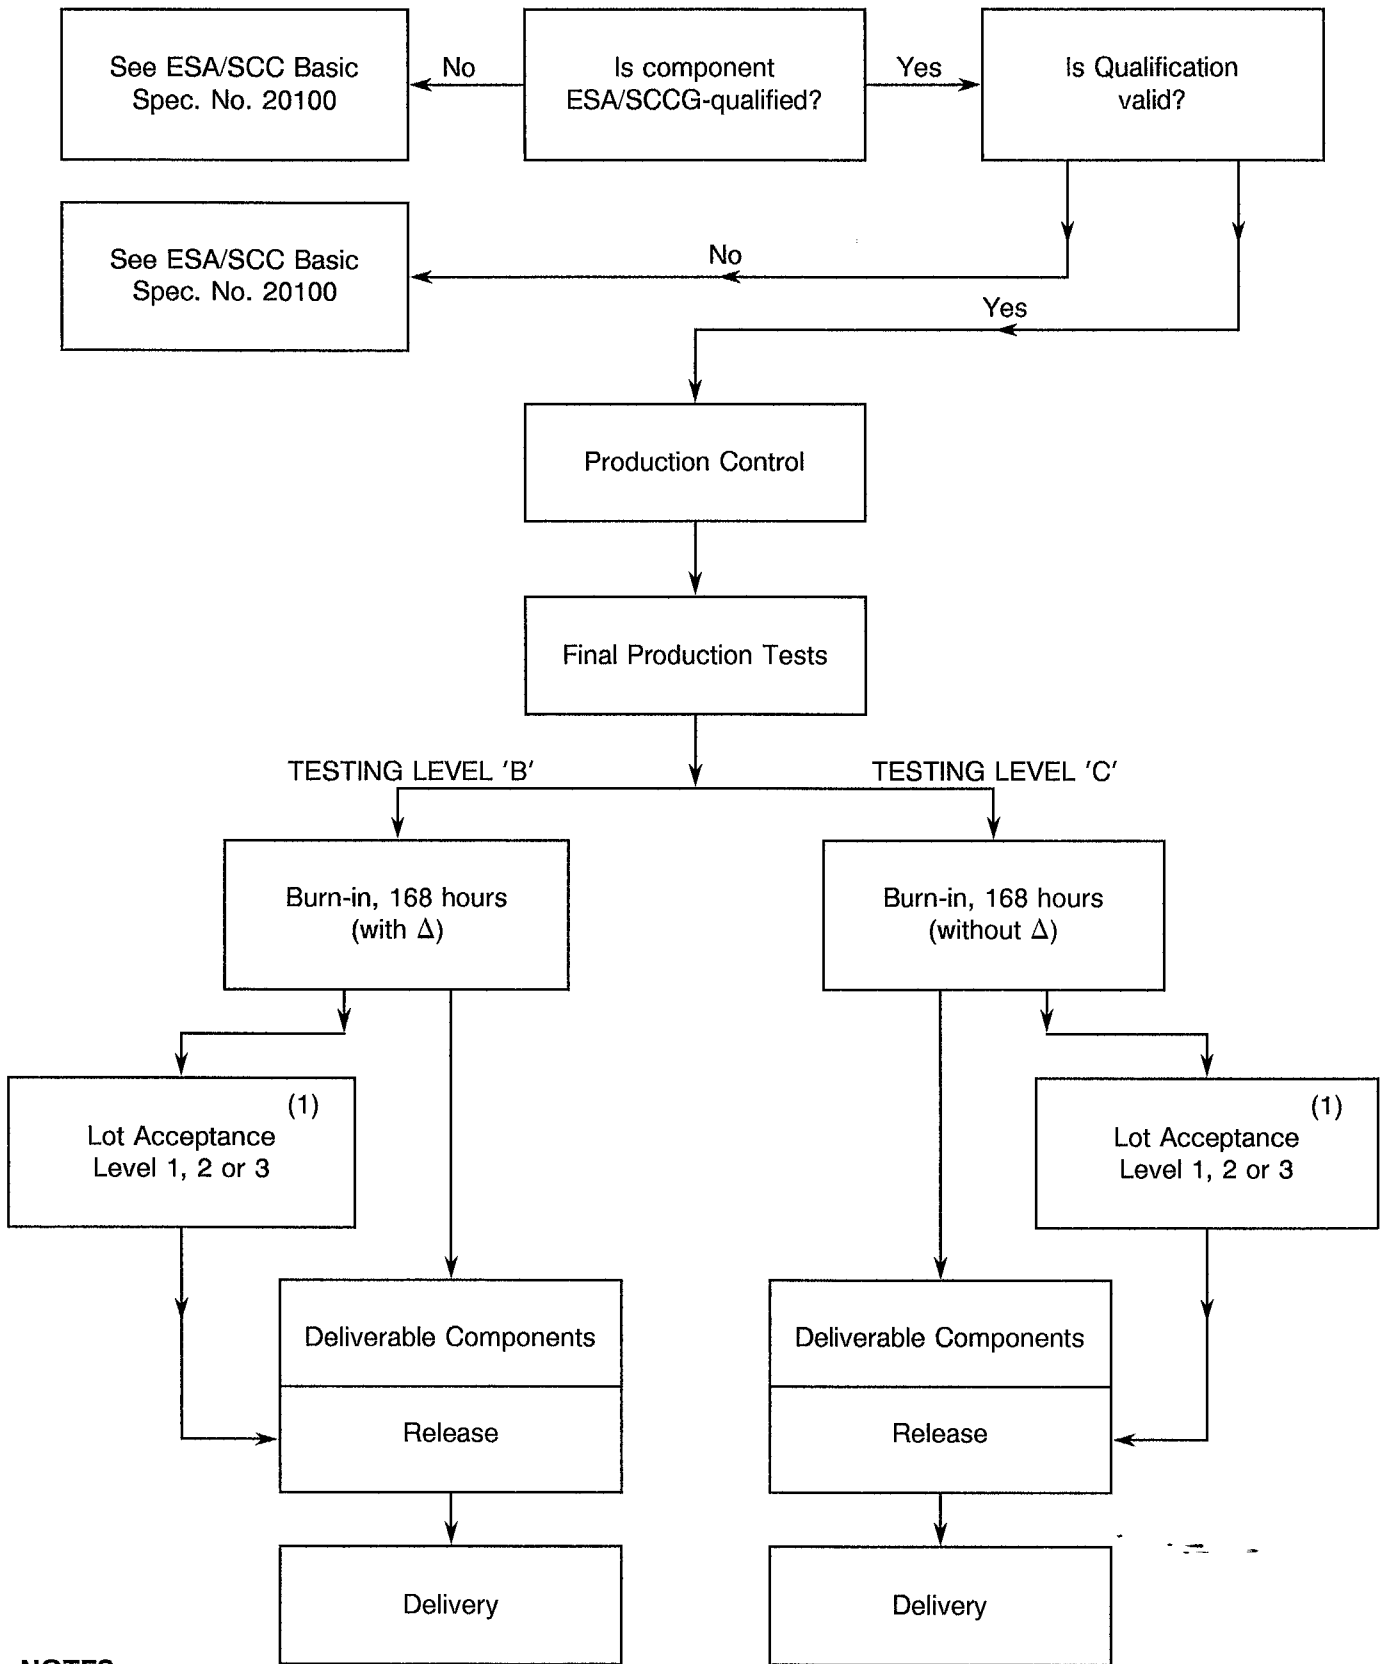 See ESA/SCC Basic
Spec. No. 20100
No
Is component
ESA/SCCG-qualified?
Yes
Is Qualification
valid?
See ESA/SCC Basic
Spec. No. 20100
No
Yes
Production Control
Final Production Tests
TESTING LEVEL 'B'
TESTING LEVEL 'C'
Burn-in, 168 hours
(with Δ)
Burn-in, 168 hours
(without Δ)
(1)
Lot Acceptance
Level 1, 2 or 3
(1)
Lot Acceptance
Level 1, 2 or 3
Deliverable Components
Deliverable Components
Release
Release
Delivery
Delivery
NOTES